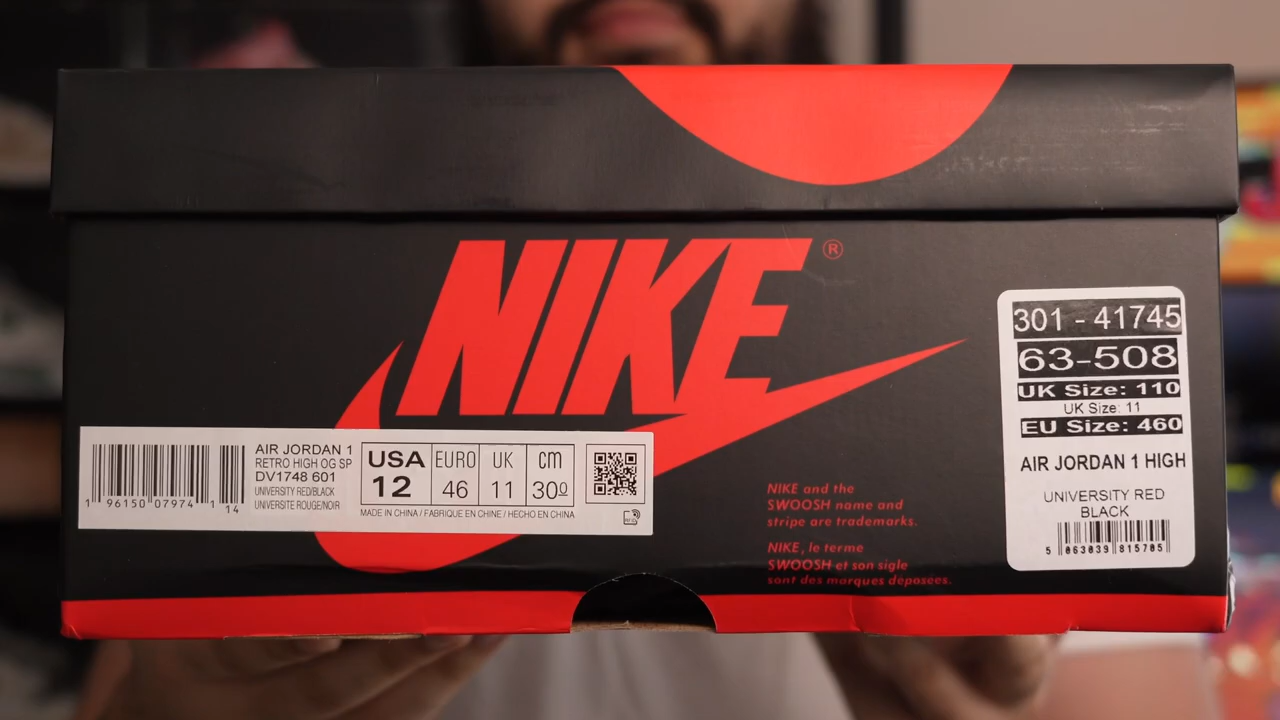 NIKE®
301 - 41745
63-508
UK Size: 110
UK Size: 11
EU Size: 460
AIR JORDAN 1 HIGH
UNIVERSITY RED
BLACK
5 063039 815705
AIR JORDAN 1
RETRO HIGH OG SP
DV1748 601
UNIVERSITY RED/BLACK
UNIVERSITE ROUGE/NOIR
1 96150 07974 1 14
USA EURO UK cm
12 46 11 30º
MADE IN CHINA / FABRIQUE EN CHINE / HECHO EN CHINA
NIKE and the
SWOOSH name and
stripe are trademarks.
NIKE, le terme
SWOOSH et son sigle
sont des marques déposées.